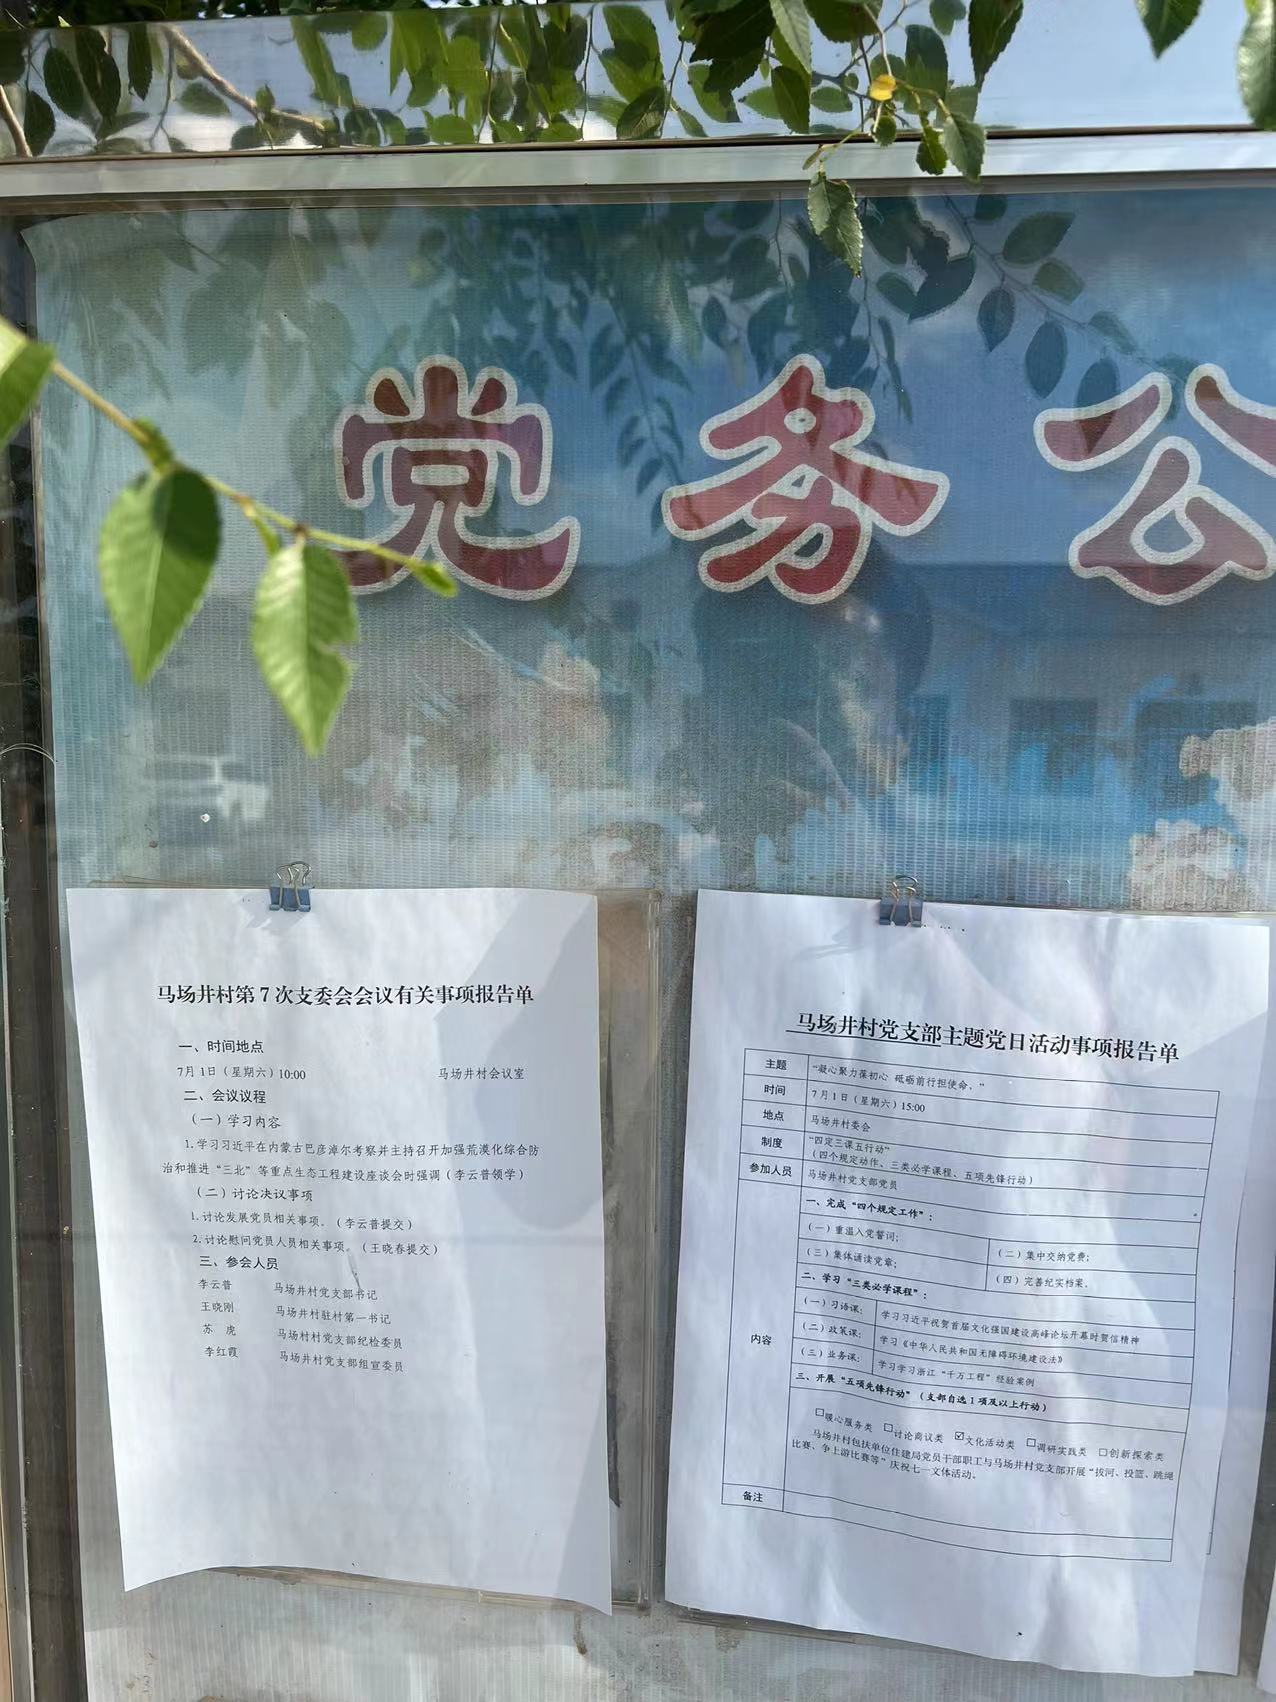 党务公
马场井村第7次支委会会议有关事项报告单
一、时间地点
7月1日（星期六）10:00 马场井村会议室
二、会议议程
（一）学习内容
1.学习习近平在内蒙古巴彦淖尔考察并主持召开加强荒漠化综合防
治和推进“三北”等重点生态工程建设座谈会时强调（李云普领学）
（二）讨论决议事项
1.讨论发展党员相关事项。（李云普提交）
2.讨论慰问党员人员相关事项。（王晓春提交）
三、参会人员
李云普 马场井村党支部书记
王晓刚 马场井村驻村第一书记
苏 虎 马场村村党支部纪检委员
李红霞 马场井村党支部组宣委员
马场井村党支部主题党日活动事项报告单
主题 “凝心聚力葆初心 砥砺前行担使命。”
时间 7月1日（星期六）15:00
地点 马场井村委会
制度 “四定三课五行动”
（四个规定动作、三类必学课程、五项先锋行动）
参加人员 马场井村党支部党员
内容
一、完成“四个规定工作”：
（一）重温入党誓词； （二）集中交纳党费；
（三）集体诵读党章； （四）完善纪实档案。
二、学习“三类必学课程”：
（一）习语课： 学习习近平祝贺首届文化强国建设高峰论坛开幕时贺信精神
（二）政策课： 学习《中华人民共和国无障碍环境建设法》
（三）业务课： 学习学习浙江“千万工程”经验案例
三、开展“五项先锋行动”（支部自选1项及以上行动）
☐暖心服务类 ☐讨论商议类 ☑文化活动类 ☐调研实践类 ☐创新探索类
马场井村包扶单位住建局党员干部职工与马场井村党支部开展“拔河、投篮、跳绳
比赛、争上游比赛等”庆祝七一文体活动。
备注